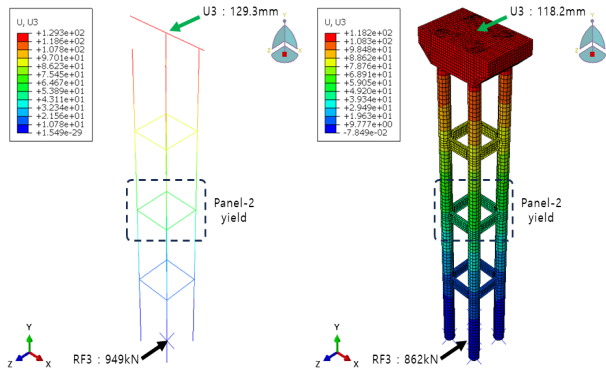 U3 : 129.3mm
U, U3
+1.293e+02
+1.186e+02
+1.078e+02
+9.701e+01
+8.623e+01
+7.545e+01
+6.467e+01
+5.389e+01
+4.311e+01
+3.234e+01
+2.156e+01
+1.078e+01
+1.549e-29
Panel-2
yield
RF3 : 949kN
Y
Z
X
U3 : 118.2mm
U, U3
+1.182e+02
+1.083e+02
+9.848e+01
+8.862e+01
+7.876e+01
+6.891e+01
+5.905e+01
+4.920e+01
+3.934e+01
+2.949e+01
+1.963e+01
+9.777e+00
-7.849e-02
Panel-2
yield
RF3 : 862kN
Y
Z
X